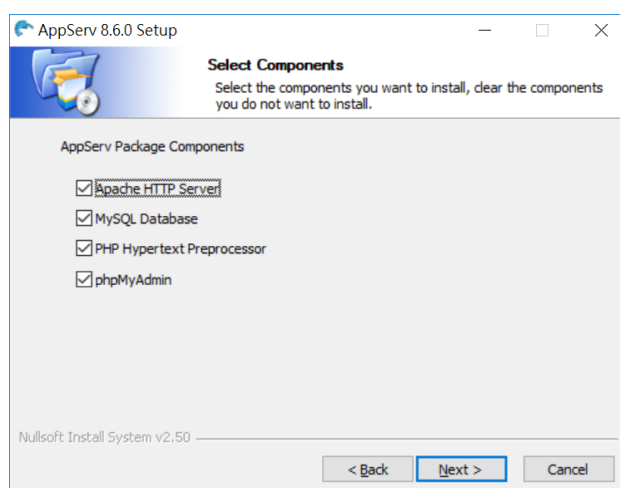 AppServ 8.6.0 Setup
Select Components
Select the components you want to install, clear the components
you do not want to install.
AppServ Package Components
Apache HTTP Server
MySQL Database
PHP Hypertext Preprocessor
phpMyAdmin
Nullsoft Install System v2.50
< Back
Next >
Cancel